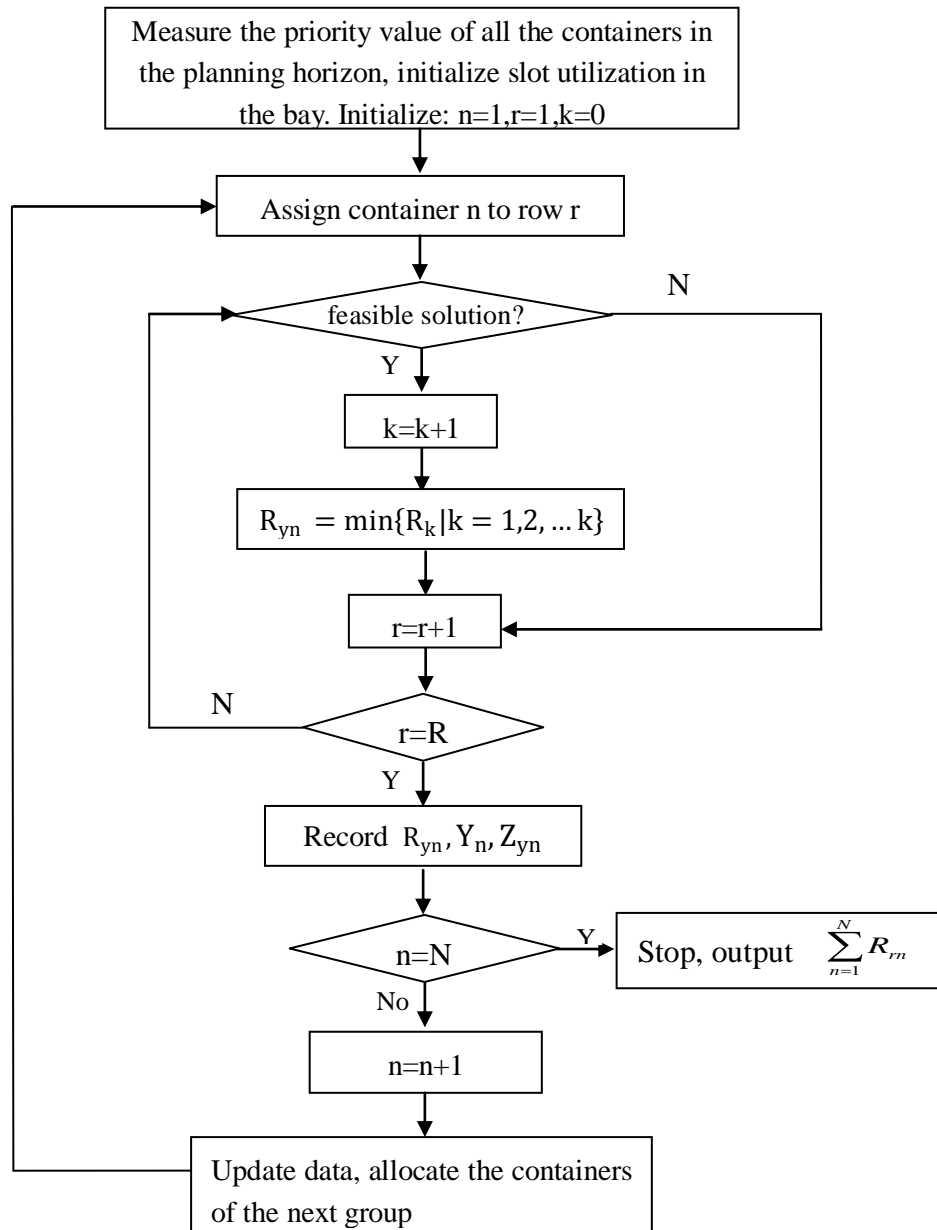 Measure the priority value of all the containers in
the planning horizon, initialize slot utilization in
the bay. Initialize: n=1,r=1,k=0
Assign container n to row r
feasible solution?
N
Y
k=k+1
R_yn = min{R_k|k = 1,2, … k}
r=r+1
N
r=R
Y
Record R_yn, Y_n, Z_yn
n=N
Y
Stop, output ∑_{n=1}^{N} R_rn
No
n=n+1
Update data, allocate the containers
of the next group